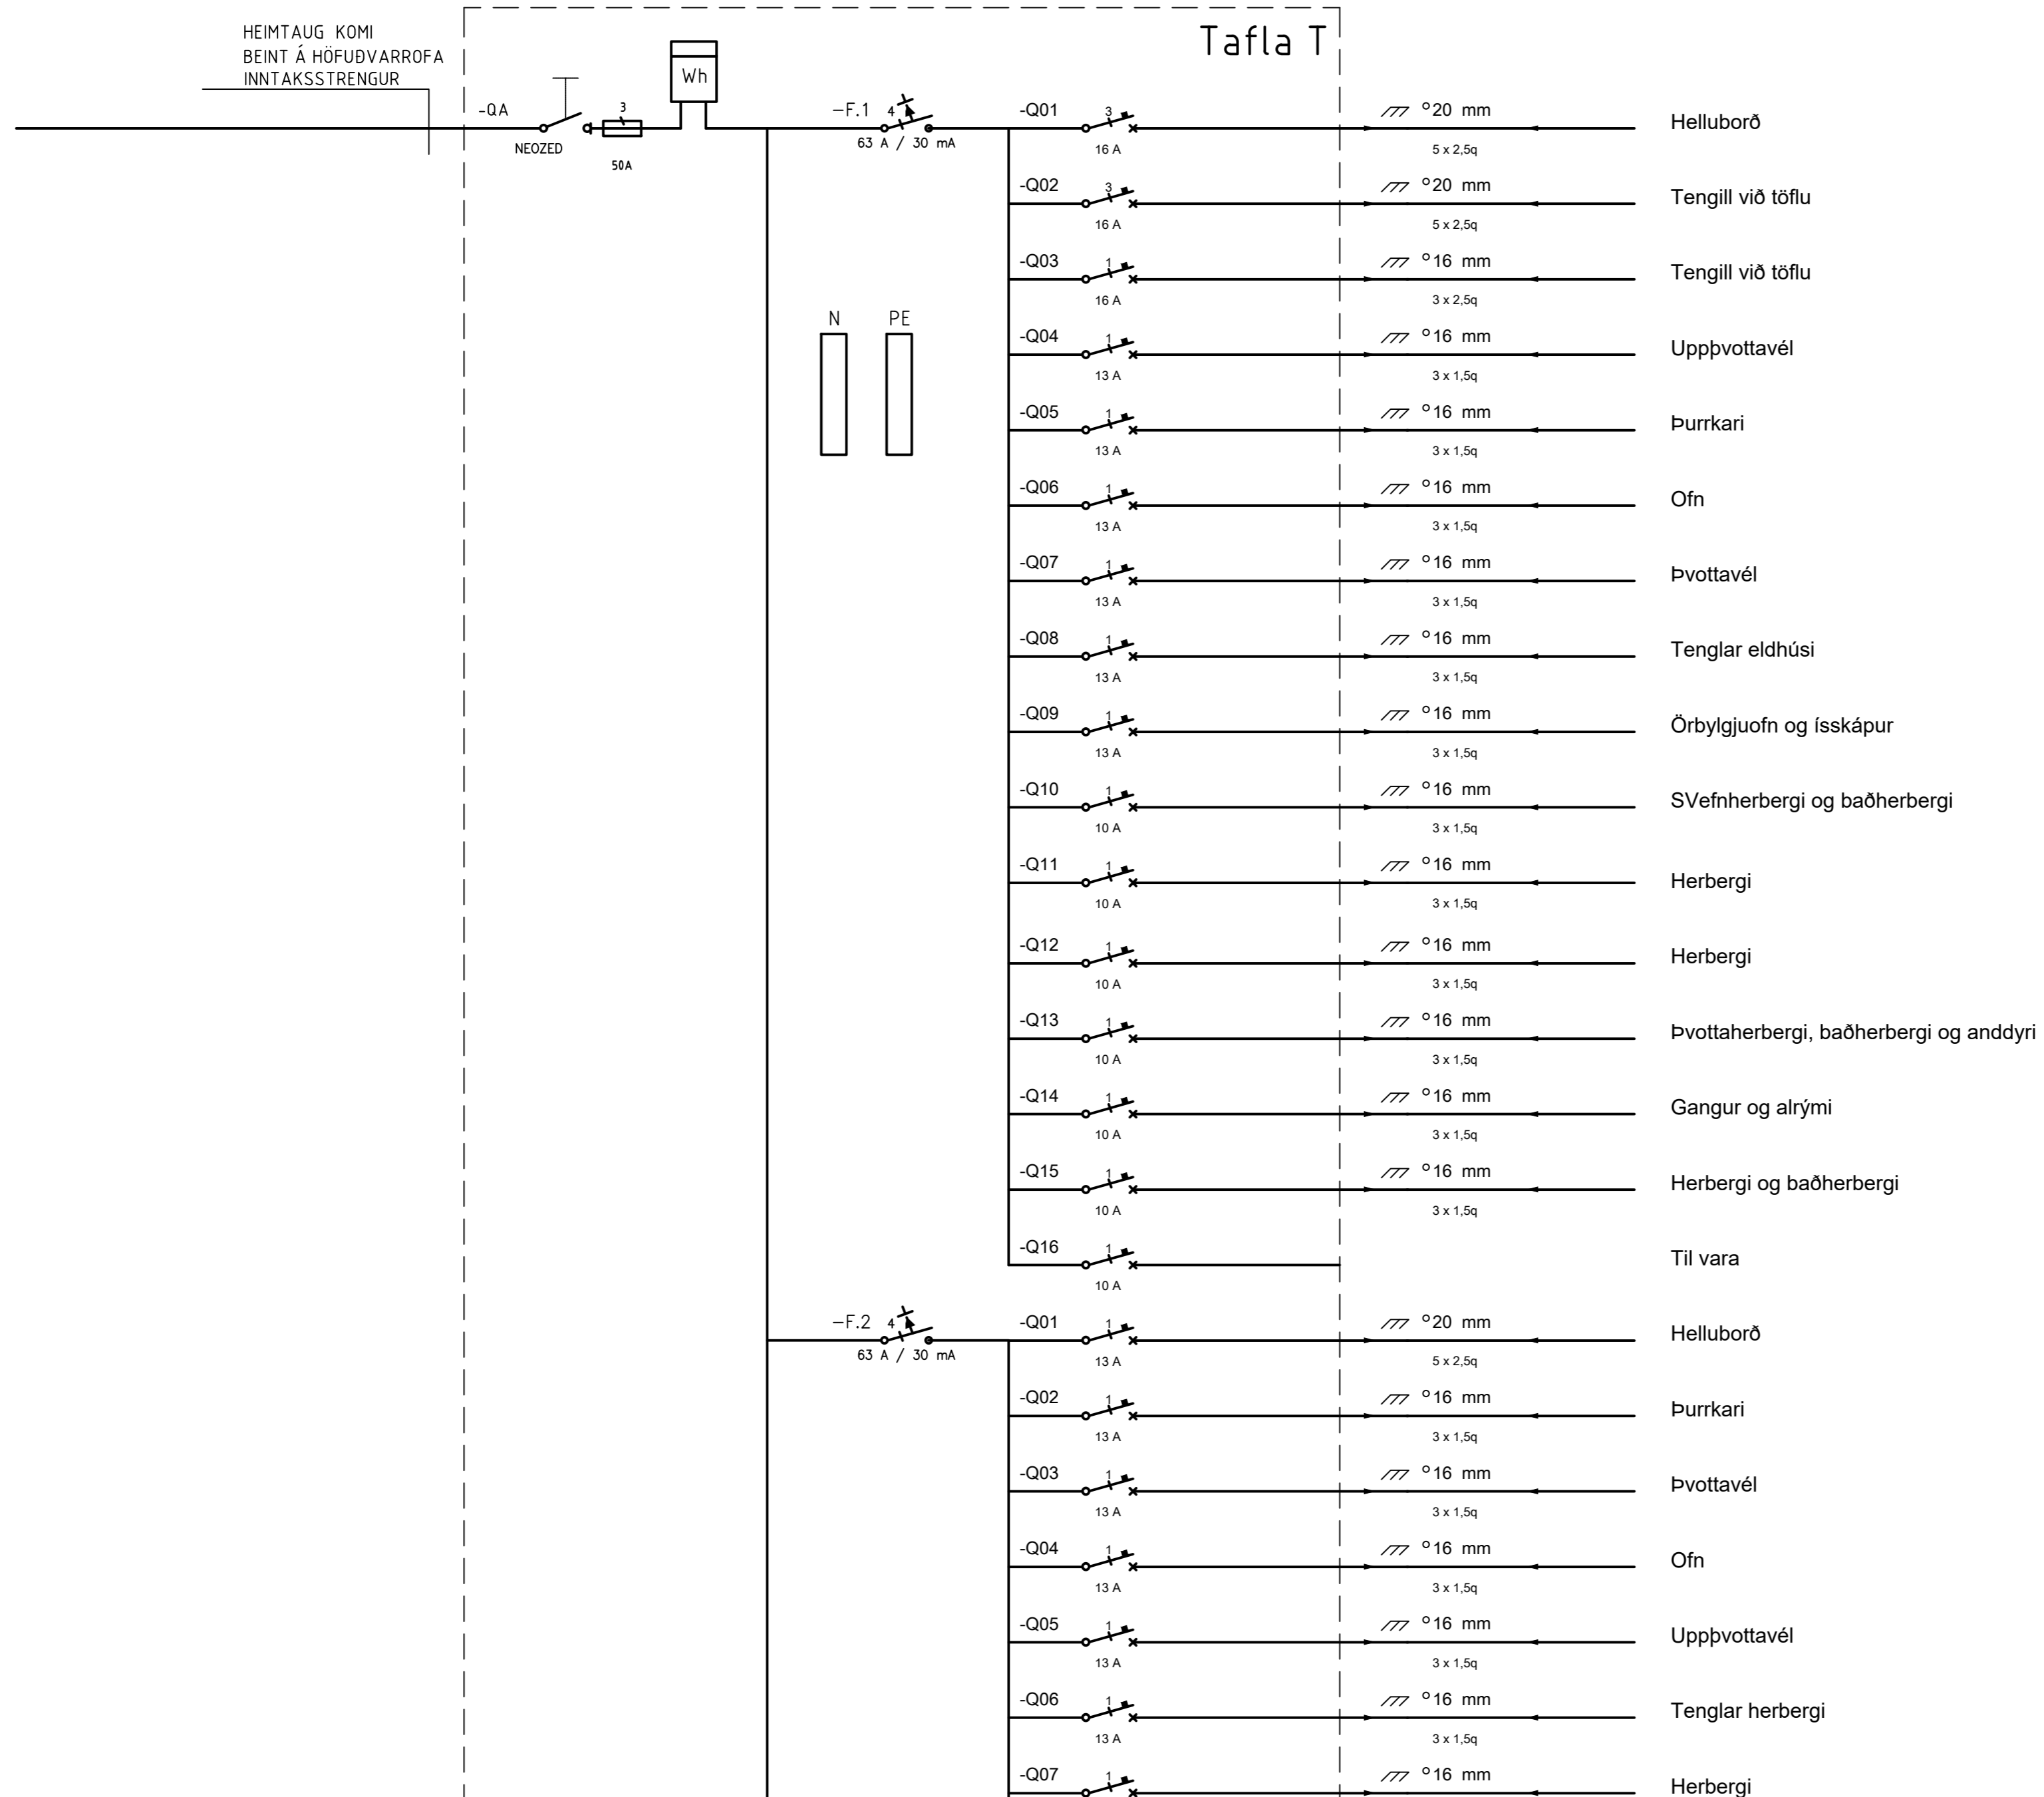 HEIMTAUG KOMI
BEINT Á HÖFUÐVARROFA
INNTAKSSTRENGUR
Tafla T
-QA
NEOZED
3
50A
Wh
N
PE
-F.1
4
63 A / 30 mA
-Q01 3 °20 mm Helluborð
16 A 5 x 2,5q
-Q02 3 °20 mm Tengill við töflu
16 A 5 x 2,5q
-Q03 1 °16 mm Tengill við töflu
16 A 3 x 2,5q
-Q04 1 °16 mm Uppþvottavél
13 A 3 x 1,5q
-Q05 1 °16 mm Þurrkari
13 A 3 x 1,5q
-Q06 1 °16 mm Ofn
13 A 3 x 1,5q
-Q07 1 °16 mm Þvottavél
13 A 3 x 1,5q
-Q08 1 °16 mm Tenglar eldhúsi
13 A 3 x 1,5q
-Q09 1 °16 mm Örbylgjuofn og ísskápur
13 A 3 x 1,5q
-Q10 1 °16 mm SVefnherbergi og baðherbergi
10 A 3 x 1,5q
-Q11 1 °16 mm Herbergi
10 A 3 x 1,5q
-Q12 1 °16 mm Herbergi
10 A 3 x 1,5q
-Q13 1 °16 mm Þvottaherbergi, baðherbergi og anddyri
10 A 3 x 1,5q
-Q14 1 °16 mm Gangur og alrými
10 A 3 x 1,5q
-Q15 1 °16 mm Herbergi og baðherbergi
10 A 3 x 1,5q
-Q16 1 Til vara
10 A
-F.2
4
63 A / 30 mA
-Q01 1 °20 mm Helluborð
13 A 5 x 2,5q
-Q02 1 °16 mm Þurrkari
13 A 3 x 1,5q
-Q03 1 °16 mm Þvottavél
13 A 3 x 1,5q
-Q04 1 °16 mm Ofn
13 A 3 x 1,5q
-Q05 1 °16 mm Uppþvottavél
13 A 3 x 1,5q
-Q06 1 °16 mm Tenglar herbergi
13 A 3 x 1,5q
-Q07 1 °16 mm Herbergi